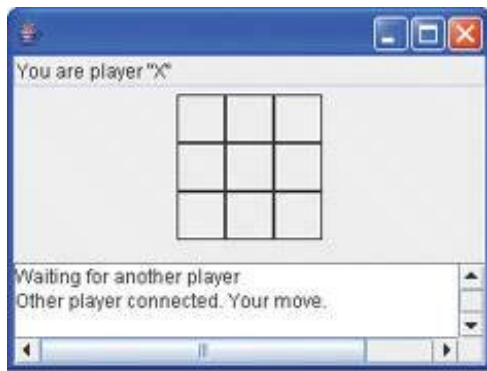 You are player "X"
Waiting for another player
Other player connected. Your move.